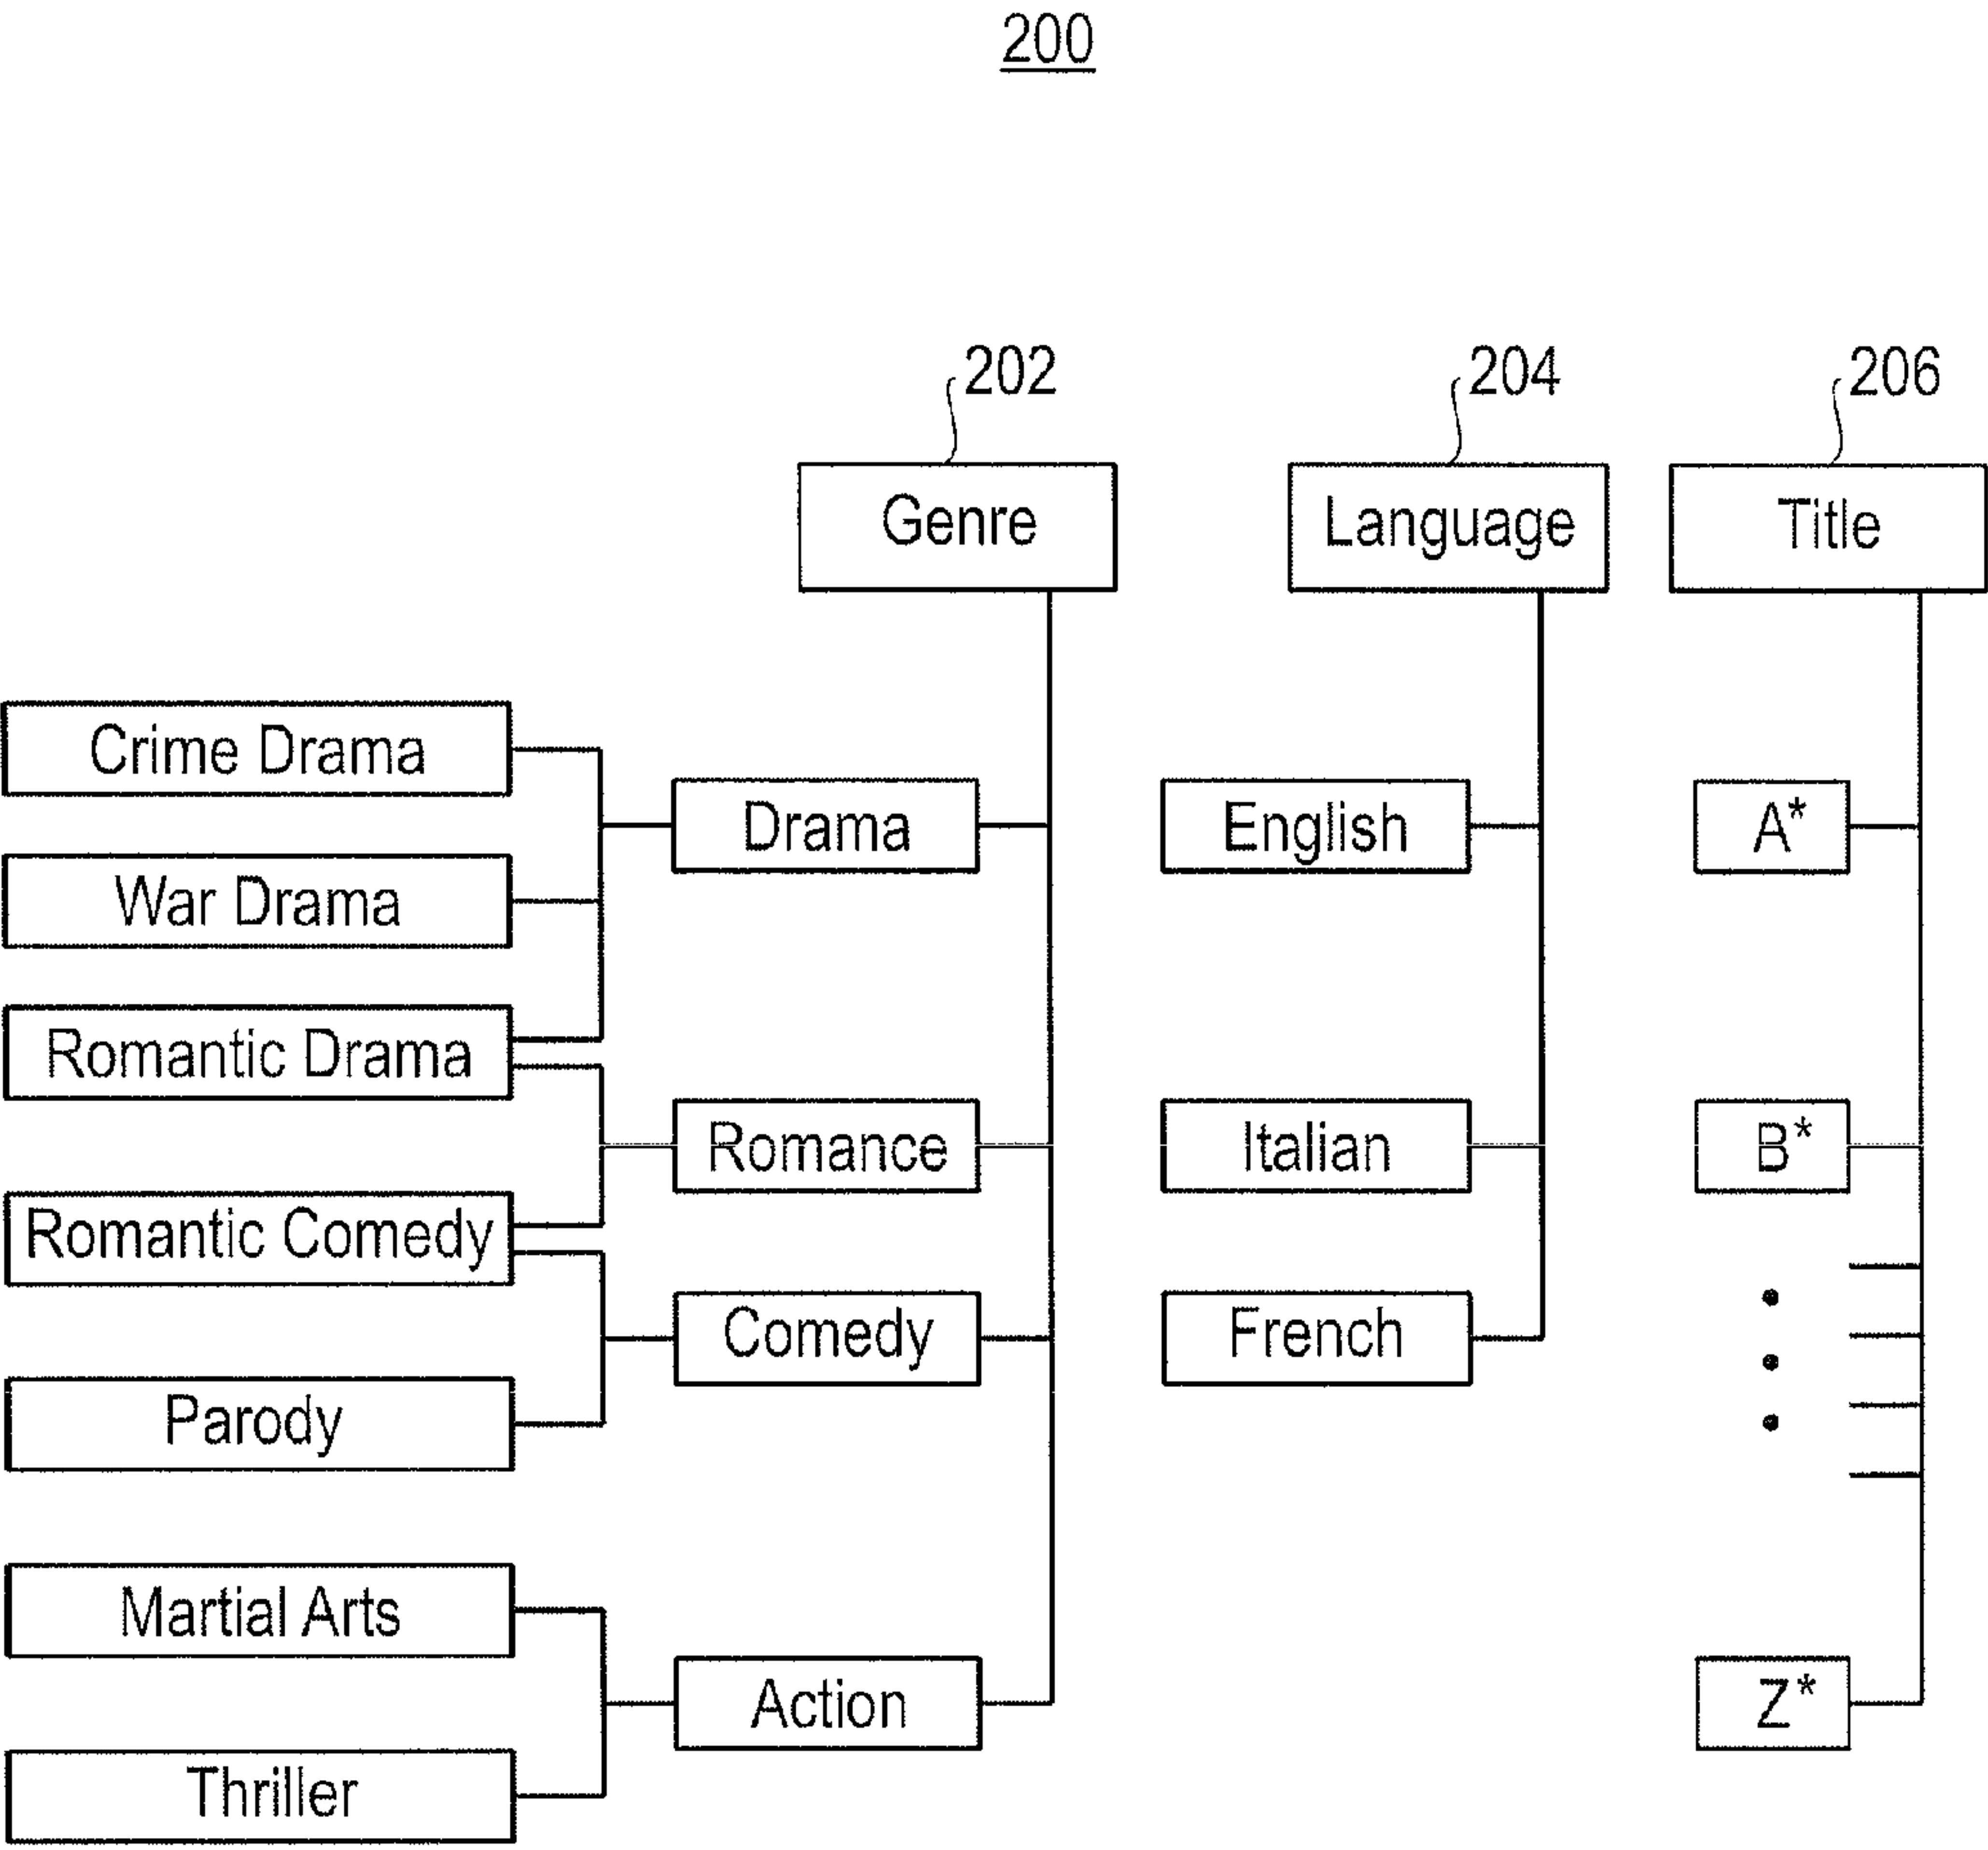 200
202
204
206
Genre
Language
Title
Crime Drama
Drama
English
A*
War Drama
Romantic Drama
Romance
Italian
B*
Romantic Comedy
Comedy
French
Parody
Martial Arts
Action
Z*
Thriller